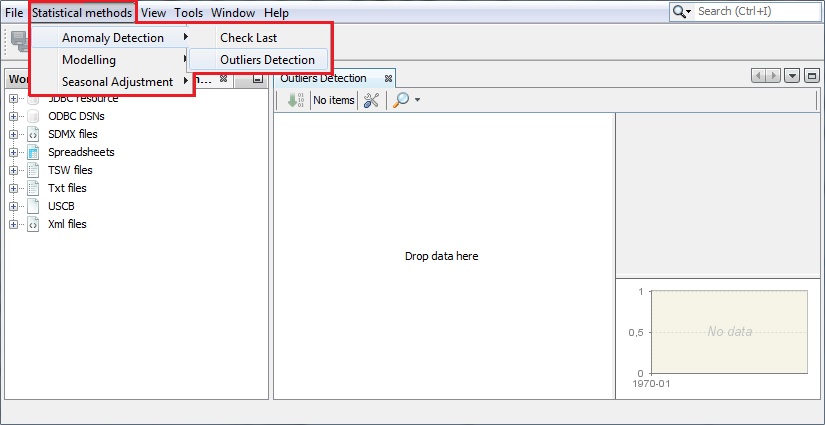 File Statistical methods View Tools Window Help
Search (Ctrl+I)
Anomaly Detection
Check Last
Modelling
Outliers Detection
Seasonal Adjustment
Wo
n...
Outliers Detection
JDBC resource
ODBC DSNs
SDMX files
Spreadsheets
TSW files
Txt files
USCB
Xml files
No items
Drop data here
1
0,5
0
No data
1970-01